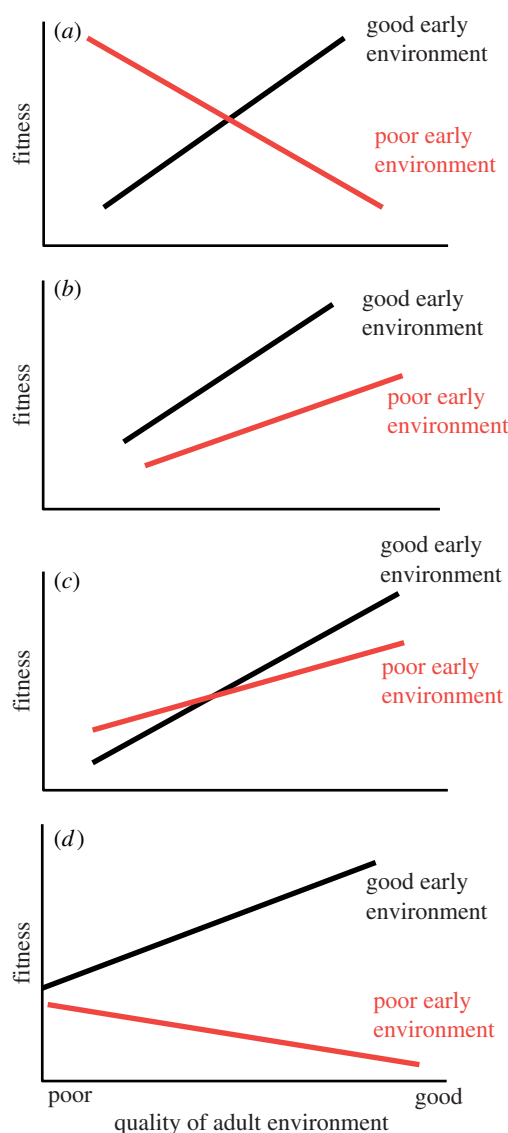 (a)
good early
environment
poor early
environment
fitness
(b)
good early
environment
poor early
environment
fitness
(c)
good early
environment
poor early
environment
fitness
(d)
good early
environment
poor early
environment
fitness
poor
good
quality of adult environment